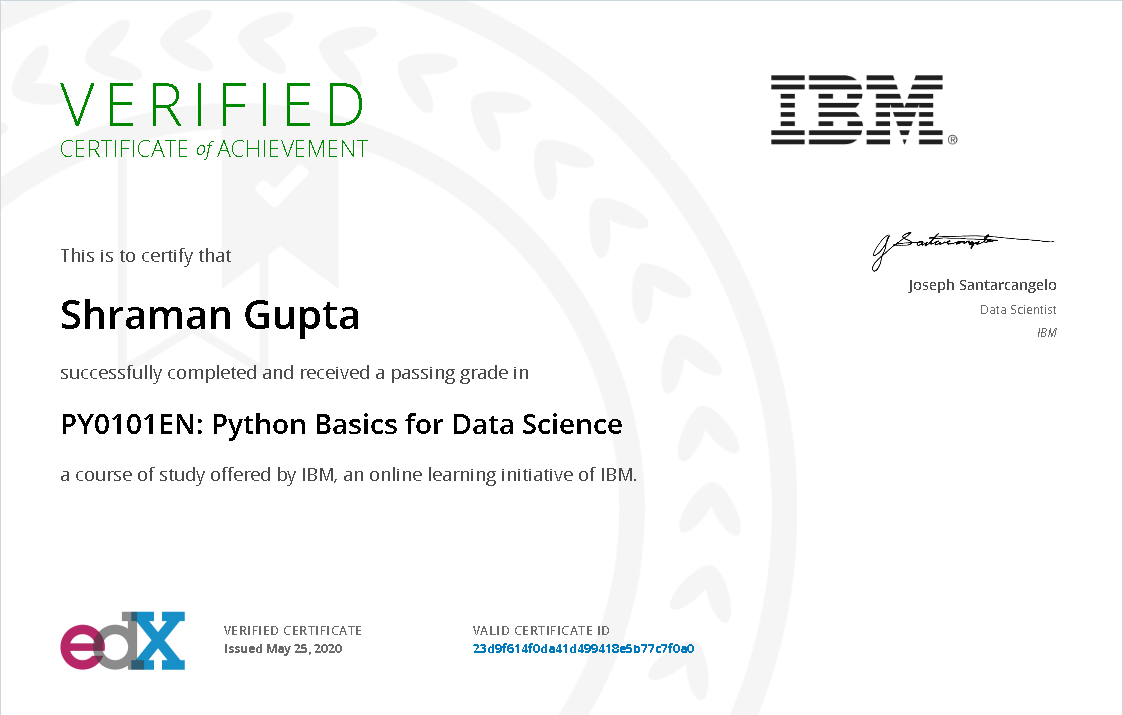 VERIFIED
CERTIFICATE of ACHIEVEMENT
IBM®
This is to certify that
Shraman Gupta
successfully completed and received a passing grade in
PY0101EN: Python Basics for Data Science
a course of study offered by IBM, an online learning initiative of IBM.
J Santarcangelo
Joseph Santarcangelo
Data Scientist
IBM
edX
VERIFIED CERTIFICATE
Issued May 25, 2020
VALID CERTIFICATE ID
23d9f614f0da41d499418e5b77c7f0a0